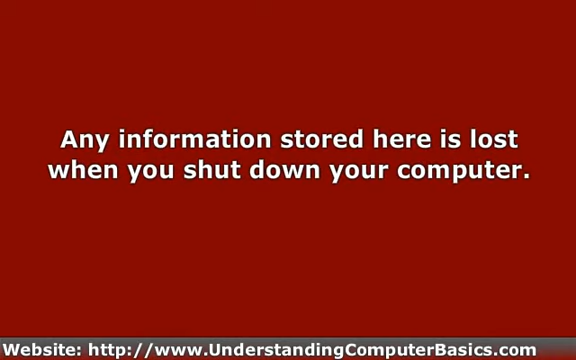 Any information stored here is lost
when you shut down your computer.
Website: http://www.UnderstandingComputerBasics.com